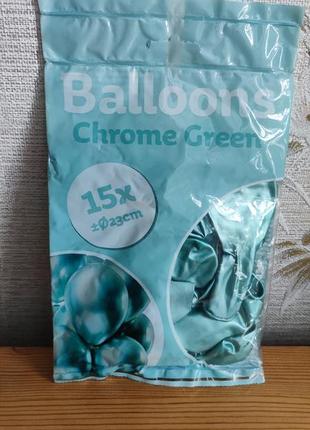 Balloons
Chrome Green
15x
±Ø23cm